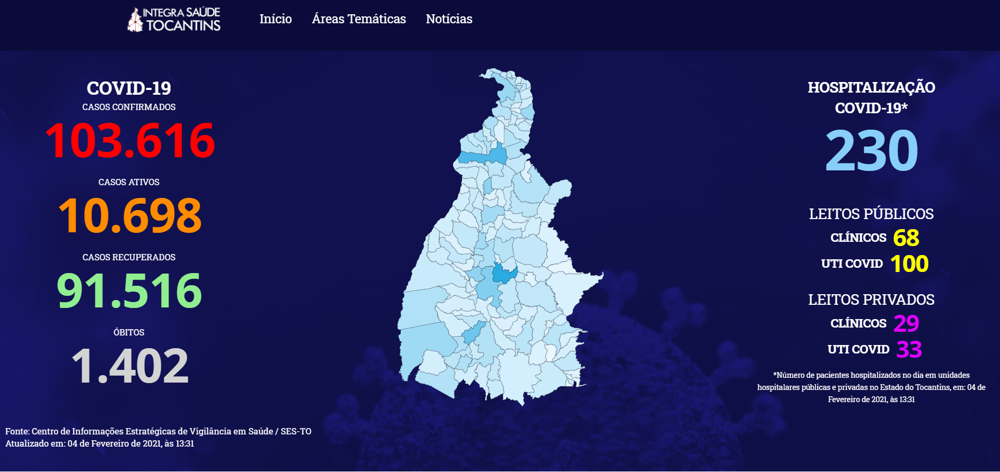 INTEGRA SAÚDE
TOCANTINS
Início
Áreas Temáticas
Notícias
COVID-19
CASOS CONFIRMADOS
103.616
CASOS ATIVOS
10.698
CASOS RECUPERADOS
91.516
ÓBITOS
1.402
Fonte: Centro de Informações Estratégicas de Vigilância em Saúde / SES-TO
Atualizado em: 04 de Fevereiro de 2021, às 13:31
HOSPITALIZAÇÃO
COVID-19*
230
LEITOS PÚBLICOS
CLÍNICOS 68
UTI COVID 100
LEITOS PRIVADOS
CLÍNICOS 29
UTI COVID 33
*Número de pacientes hospitalizados no dia em unidades
hospitalares públicas e privadas no Estado do Tocantins, em: 04 de
Fevereiro de 2021, às 13:31